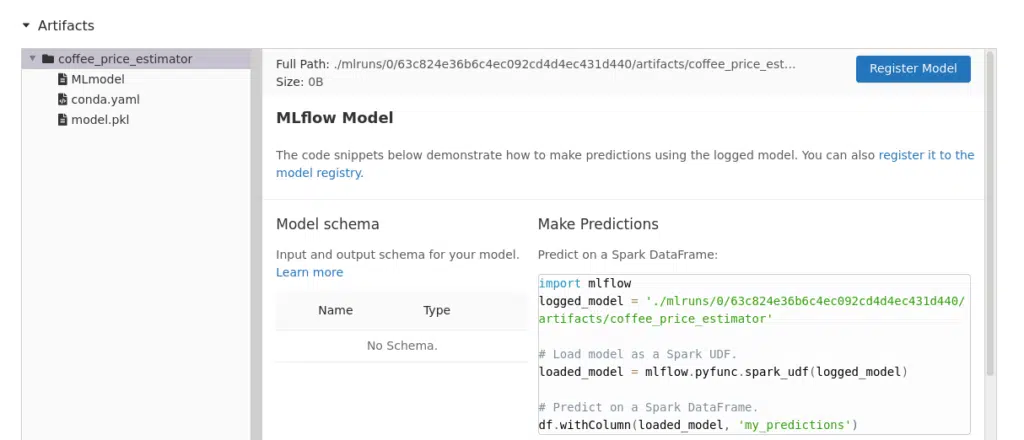 Artifacts
coffee_price_estimator
MLmodel
conda.yaml
model.pkl
Full Path: ./mlruns/0/63c824e36b6c4ec092cd4d4ec431d440/artifacts/coffee_price_est...
Size: 0B
Register Model
MLflow Model
The code snippets below demonstrate how to make predictions using the logged model. You can also register it to the
model registry.
Model schema
Input and output schema for your model.
Learn more
Name Type
No Schema.
Make Predictions
Predict on a Spark DataFrame:
import mlflow
logged_model = './mlruns/0/63c824e36b6c4ec092cd4d4ec431d440/
artifacts/coffee_price_estimator'
# Load model as a Spark UDF.
loaded_model = mlflow.pyfunc.spark_udf(logged_model)
# Predict on a Spark DataFrame.
df.withColumn(loaded_model, 'my_predictions')